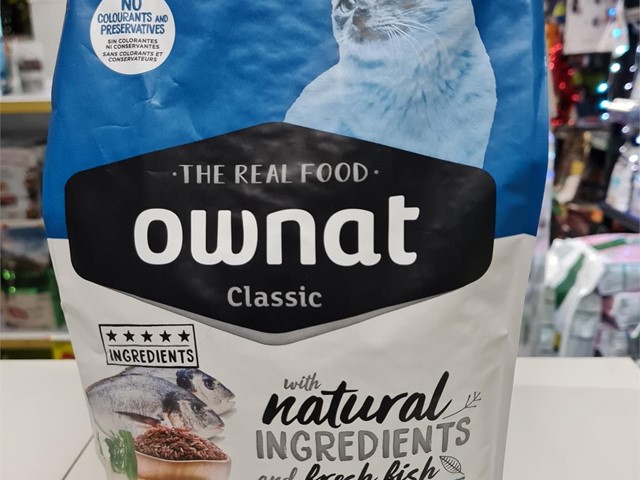 NO
COLOURANTS AND
PRESERVATIVES
SIN COLORANTES
NI CONSERVANTES
SANS COLORANTS ET
CONSERVATEURS
·THE REAL FOOD·
ownat
Classic
★★★★★
INGREDIENTS
with
natural
INGREDIENTS
and fresh fish